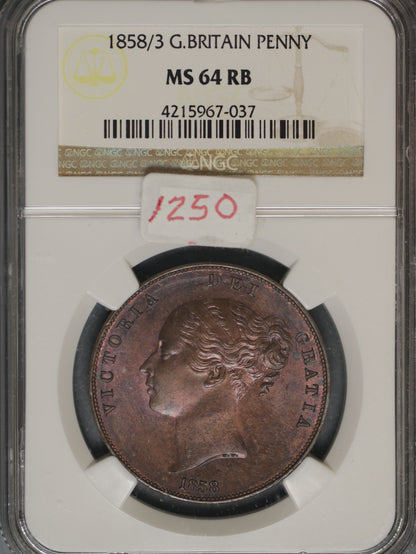 1858/3 G.BRITAIN PENNY
MS 64 RB
4215967-037
NGC
1250
VICTORIA DEI GRATIA
1858